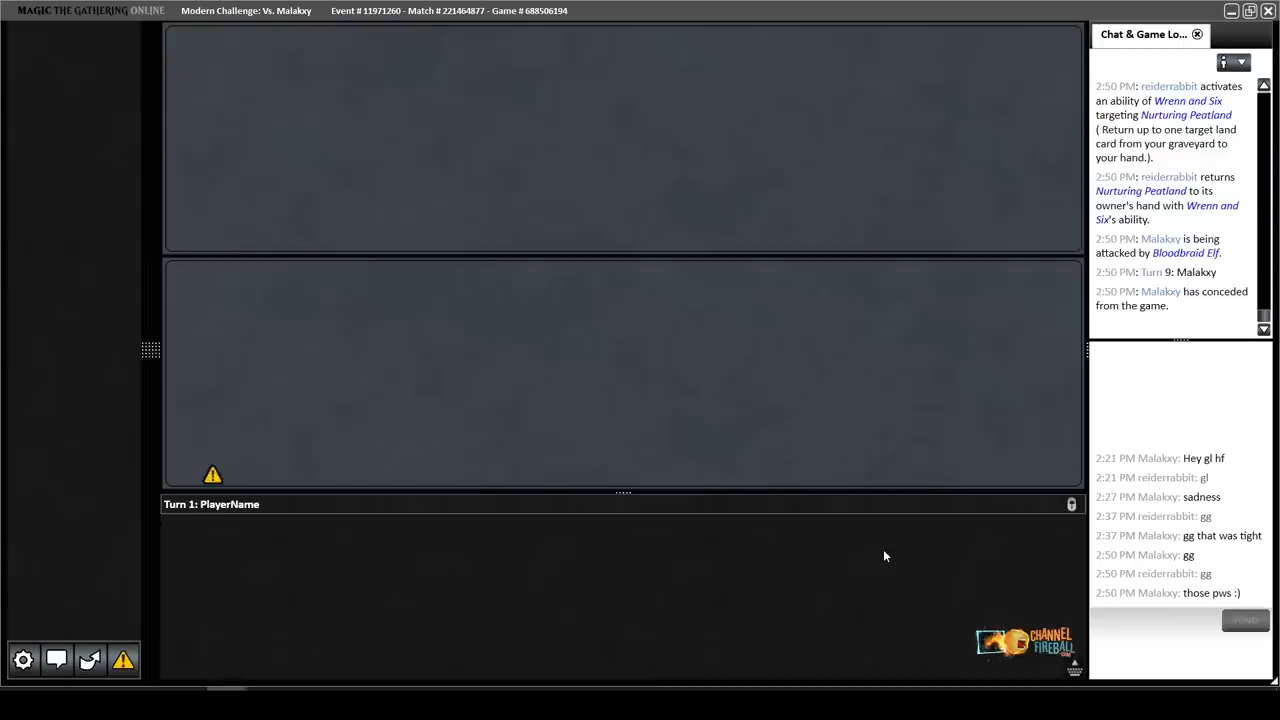 MAGIC THE GATHERING ONLINE Modern Challenge: Vs. Malakxy Event # 11971260 - Match # 221464877 - Game # 688506194
Chat & Game Lo...
2:50 PM: reiderrabbit activates
an ability of Wrenn and Six
targeting Nurturing Peatland
( Return up to one target land
card from your graveyard to
your hand.).
2:50 PM: reiderrabbit returns
Nurturing Peatland to its
owner's hand with Wrenn and
Six's ability.
2:50 PM: Malakxy is being
attacked by Bloodbraid Elf.
2:50 PM: Turn 9: Malakxy
2:50 PM: Malakxy has conceded
from the game.
2:21 PM Malakxy: Hey gl hf
2:21 PM reiderrabbit: gl
2:27 PM Malakxy: sadness
2:37 PM reiderrabbit: gg
2:37 PM Malakxy: gg that was tight
2:50 PM Malakxy: gg
2:50 PM reiderrabbit: gg
2:50 PM Malakxy: those pws :)
SEND
Turn 1: PlayerName
CHANNEL
FIREBALL
.COM